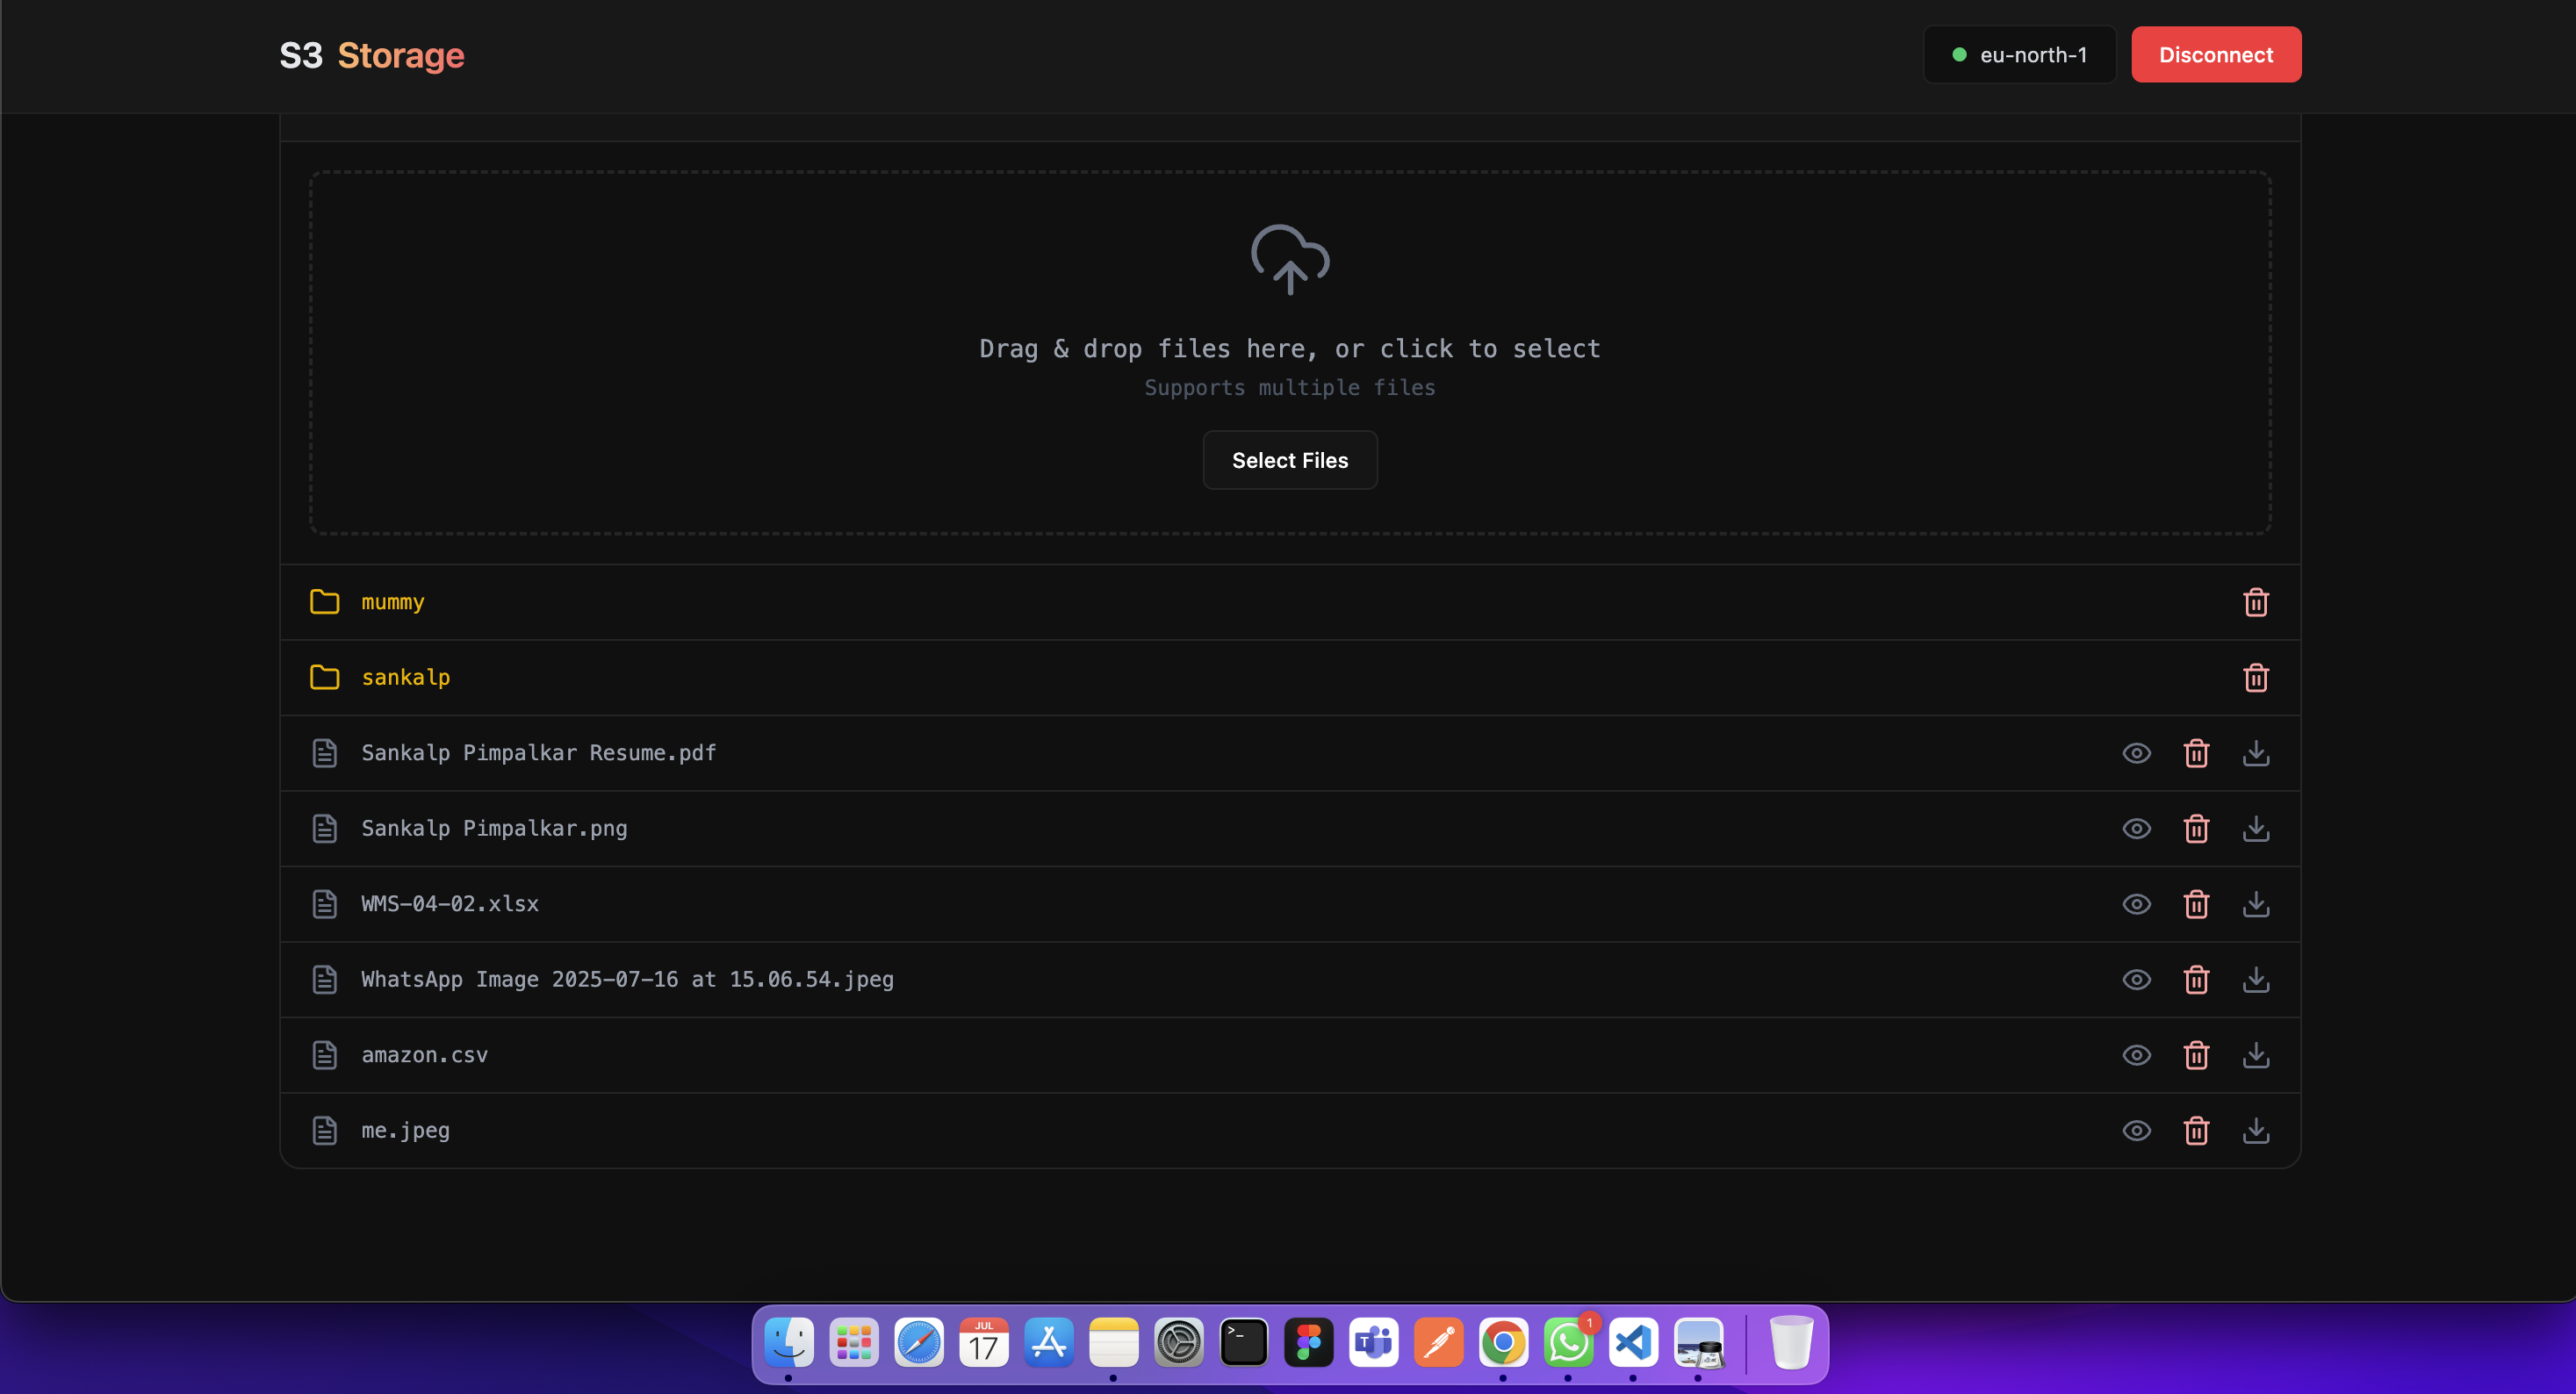 S3 Storage
eu-north-1
Disconnect
Drag & drop files here, or click to select
Supports multiple files
Select Files
mummy
sankalp
Sankalp Pimpalkar Resume.pdf
Sankalp Pimpalkar.png
WMS-04-02.xlsx
WhatsApp Image 2025-07-16 at 15.06.54.jpeg
amazon.csv
me.jpeg
JUL
17
>_
T
1